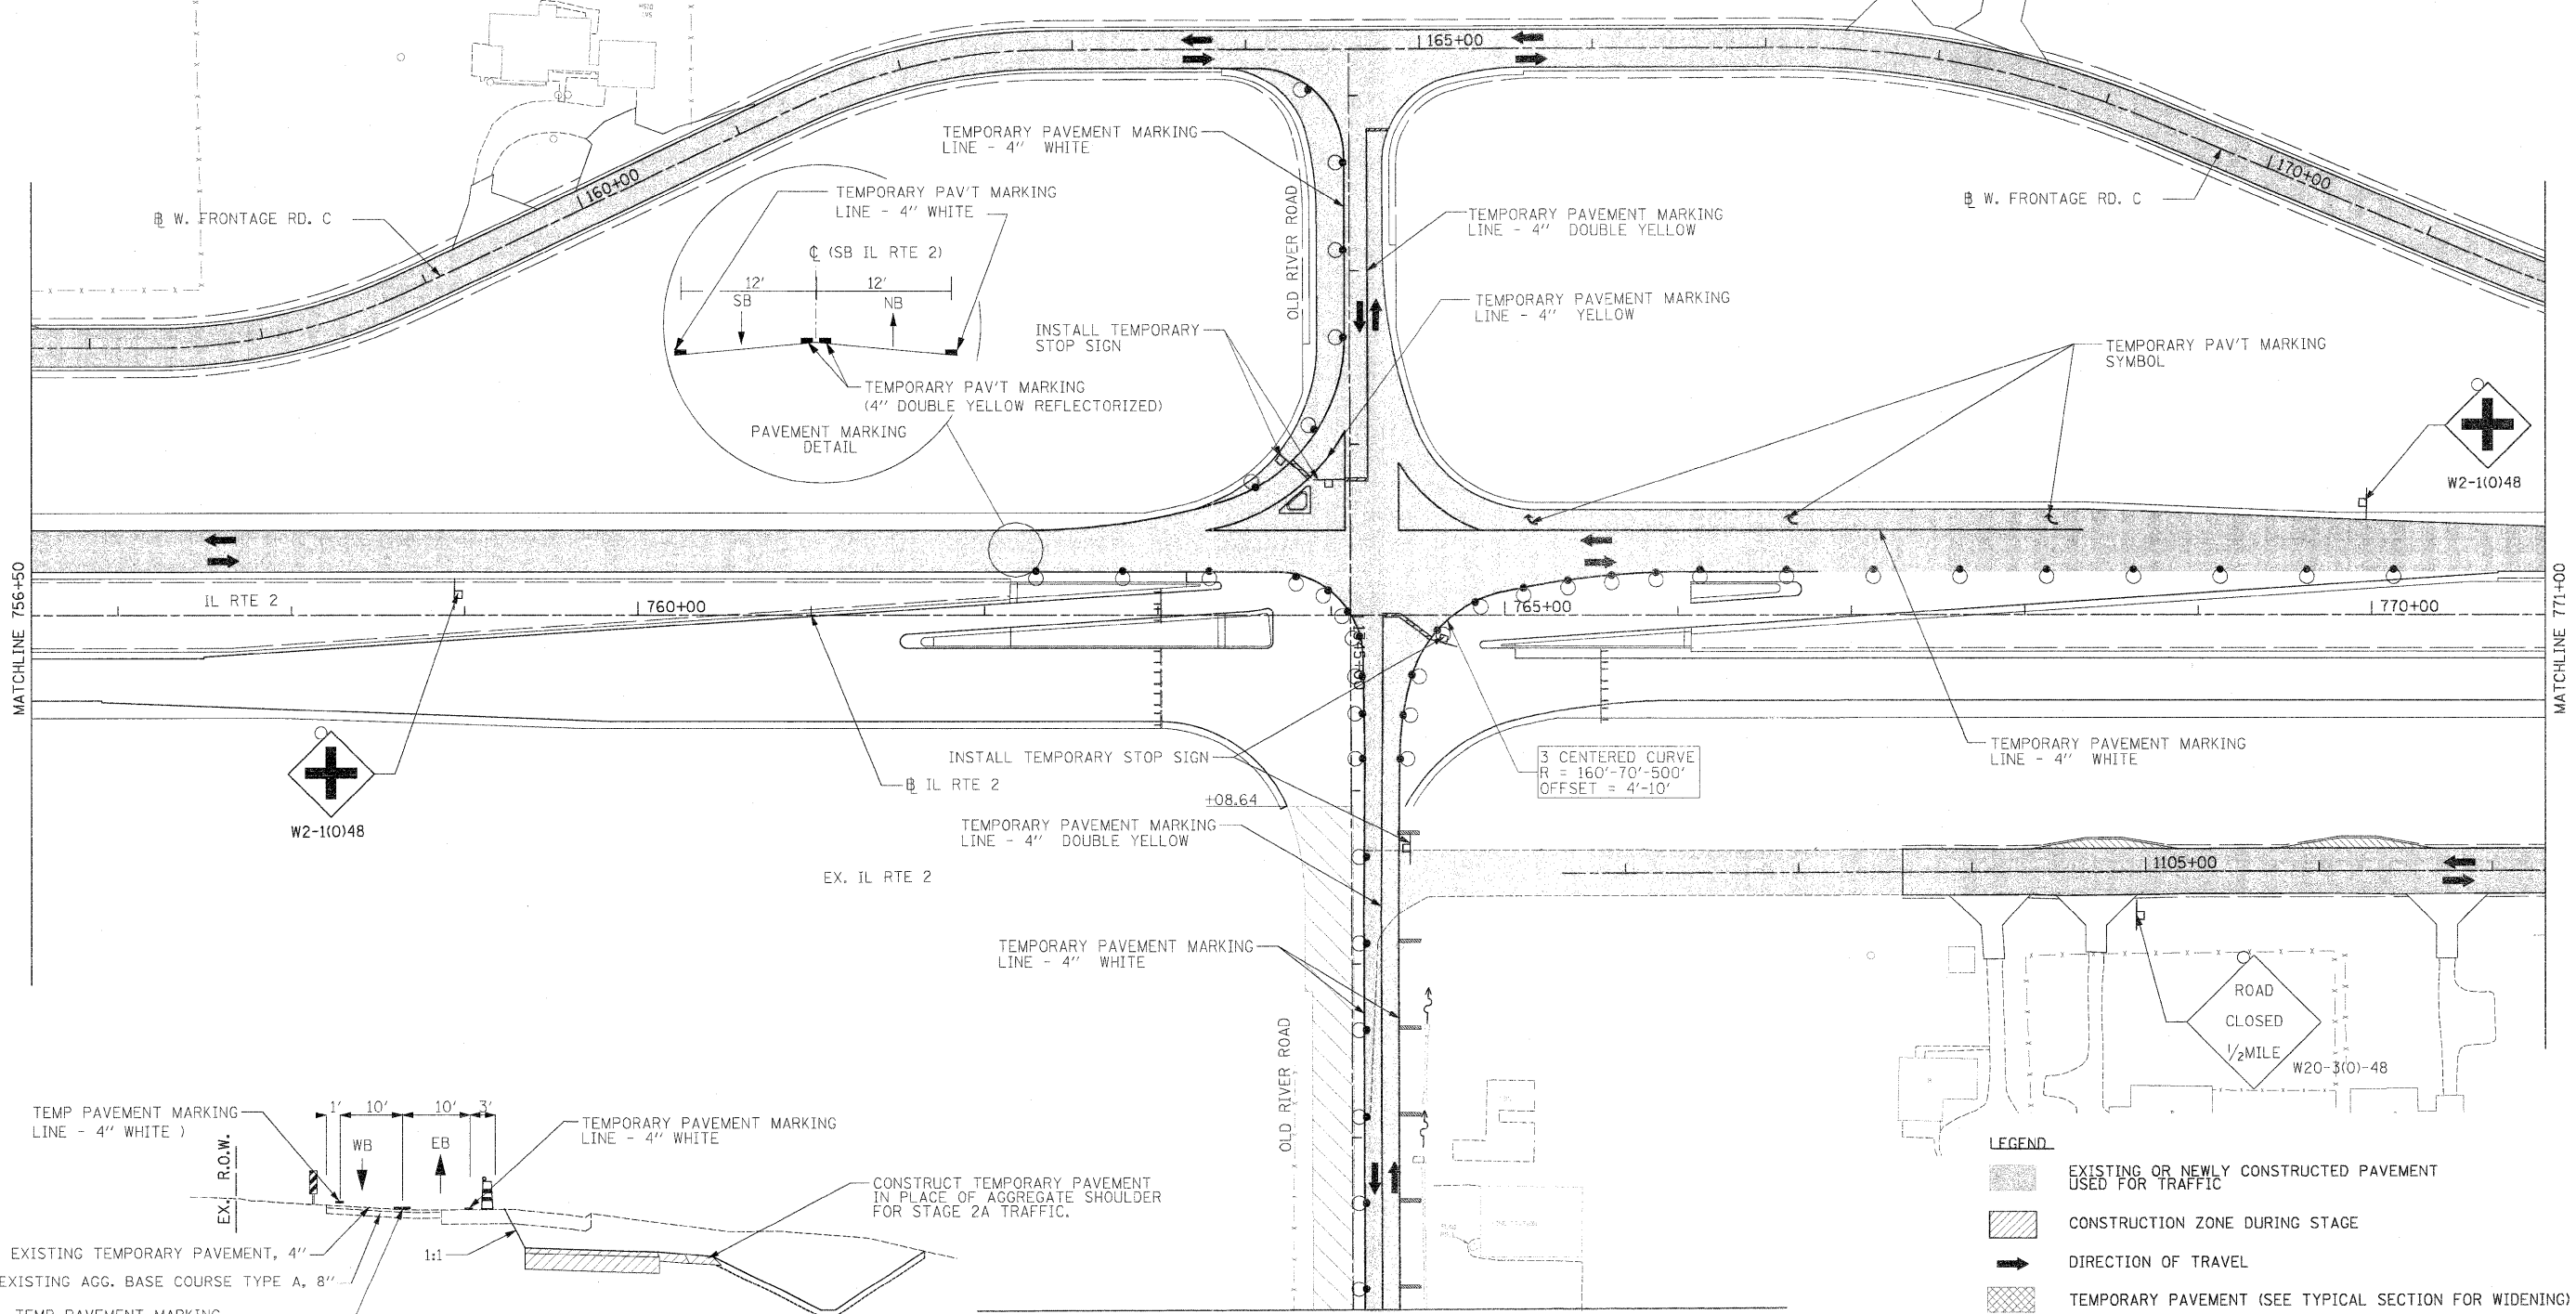 165+00
TEMPORARY PAVEMENT MARKING
LINE - 4" WHITE
160+00
170+00
TEMPORARY PAV'T MARKING
LINE - 4" WHITE
℄ (SB IL RTE 2)
12'
12'
SB
NB
TEMPORARY PAV'T MARKING
(4" DOUBLE YELLOW REFLECTORIZED)
PAVEMENT MARKING
DETAIL
W. FRONTAGE RD. C
W. FRONTAGE RD. C
OLD RIVER ROAD
TEMPORARY PAVEMENT MARKING
LINE - 4" DOUBLE YELLOW
TEMPORARY PAVEMENT MARKING
LINE - 4" YELLOW
INSTALL TEMPORARY
STOP SIGN
TEMPORARY PAV'T MARKING
SYMBOL
W2-1(O)48
MATCHLINE 756+50
MATCHLINE 771+00
IL RTE 2
760+00
765+00
770+00
W2-1(O)48
INSTALL TEMPORARY STOP SIGN
IL RTE 2
3 CENTERED CURVE
R = 160'-70'-500'
OFFSET = 4'-10'
TEMPORARY PAVEMENT MARKING
LINE - 4" WHITE
+08.64
TEMPORARY PAVEMENT MARKING
LINE - 4" DOUBLE YELLOW
EX. IL RTE 2
1105+00
TEMPORARY PAVEMENT MARKING
LINE - 4" WHITE
OLD RIVER ROAD
ROAD
CLOSED
1/2MILE
W20-3(O)-48
TEMP PAVEMENT MARKING
LINE - 4" WHITE )
1'
10'
10'
3'
WB
EB
EX. R.O.W.
TEMPORARY PAVEMENT MARKING
LINE - 4" WHITE
CONSTRUCT TEMPORARY PAVEMENT
IN PLACE OF AGGREGATE SHOULDER
FOR STAGE 2A TRAFFIC.
1:1
EXISTING TEMPORARY PAVEMENT, 4"
EXISTING AGG. BASE COURSE TYPE A, 8"
TEMP PAVEMENT MARKING
LEGEND
EXISTING OR NEWLY CONSTRUCTED PAVEMENT
USED FOR TRAFFIC
CONSTRUCTION ZONE DURING STAGE
DIRECTION OF TRAVEL
TEMPORARY PAVEMENT (SEE TYPICAL SECTION FOR WIDENING)